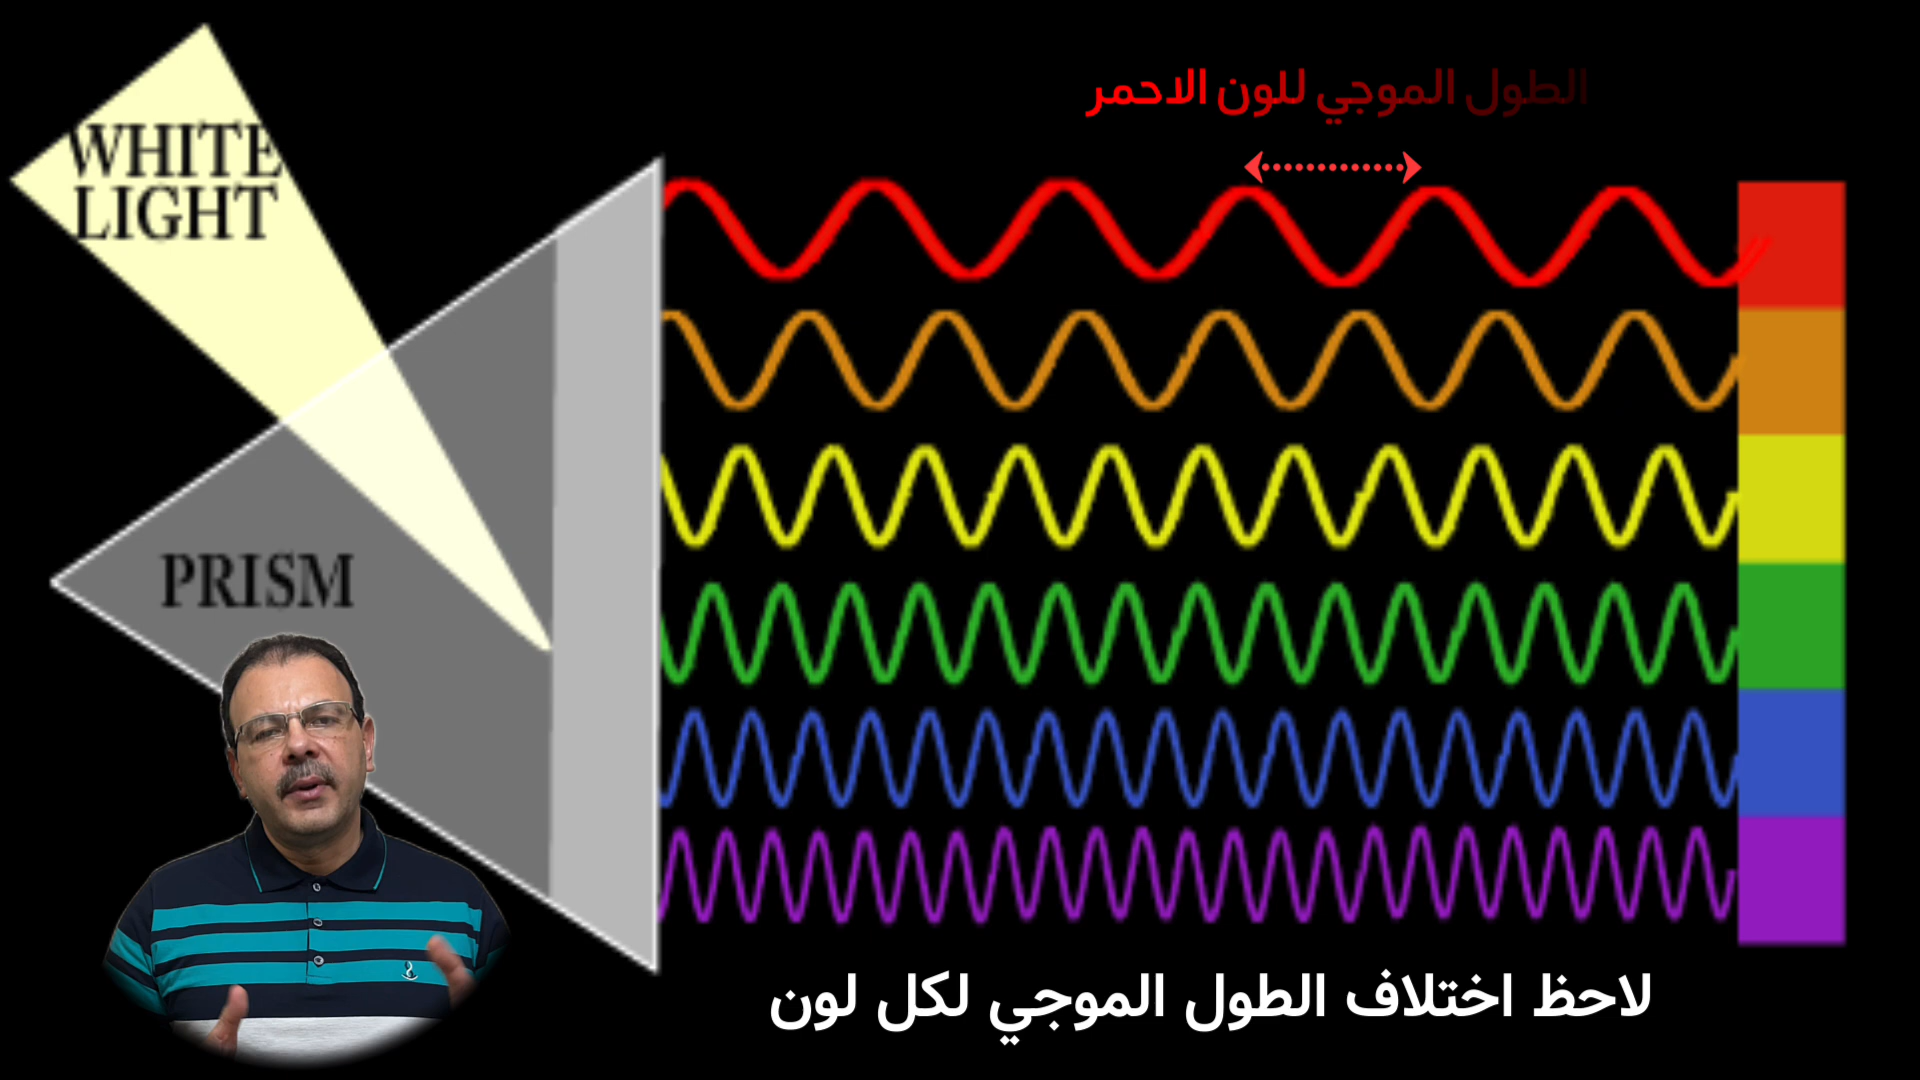 WHITE
LIGHT
الطول الموجي للون الاحمر
PRISM
لاحظ اختلاف الطول الموجي لكل لون